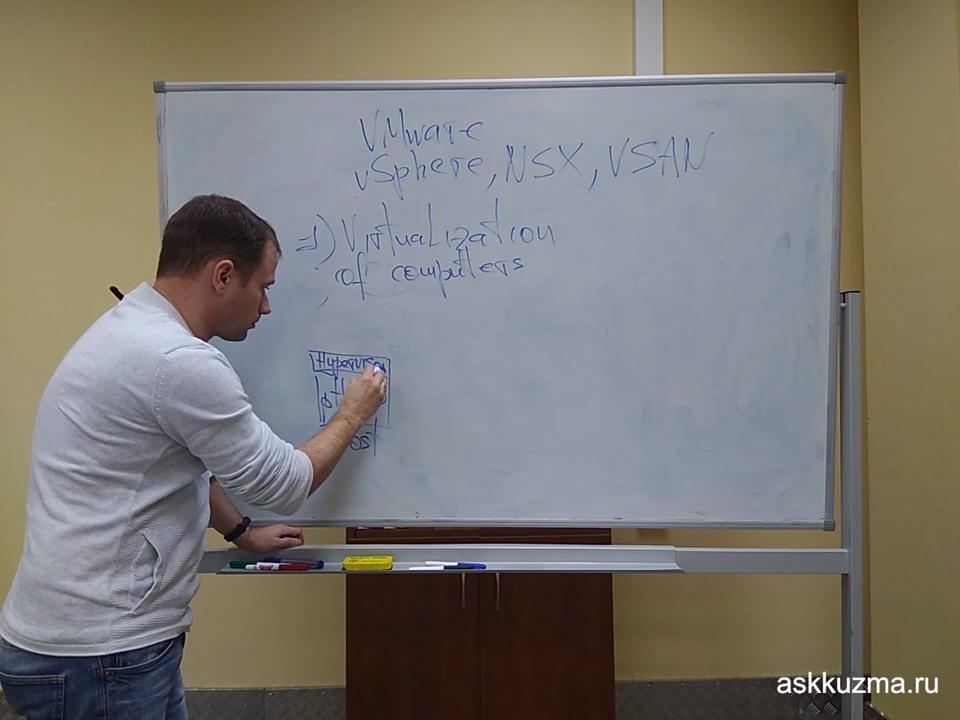 VMware
vSphere, NSX, VSAN
1) Virtualization
of computers
Hypervisor
askkuzma.ru